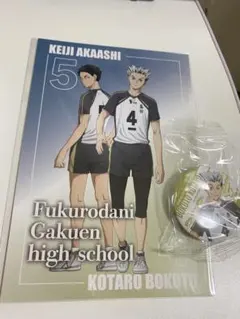 KEIJI AKAASHI
5
4
Fukurodani
Gakuen
high school
KOTARO BOKUTO